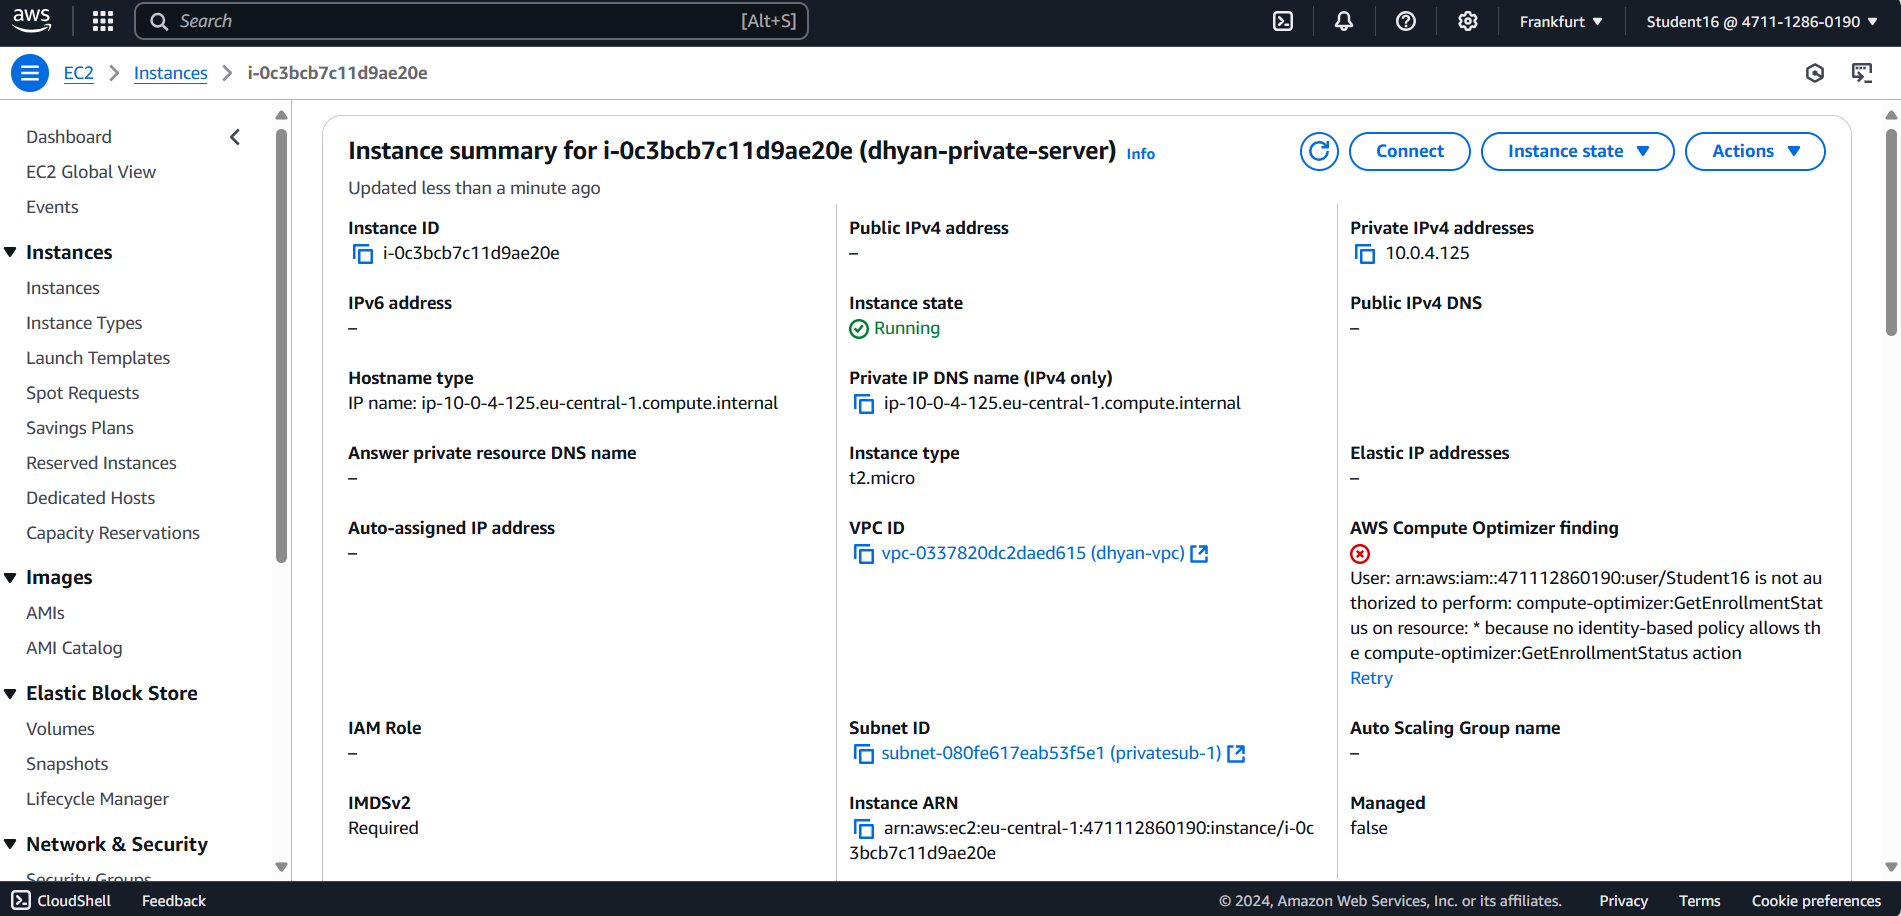 aws
Search [Alt+S]
Frankfurt ▼
Student16 @ 4711-1286-0190 ▼
EC2 > Instances > i-0c3bcb7c11d9ae20e
Dashboard
EC2 Global View
Events
Instances
Instances
Instance Types
Launch Templates
Spot Requests
Savings Plans
Reserved Instances
Dedicated Hosts
Capacity Reservations
Images
AMIs
AMI Catalog
Elastic Block Store
Volumes
Snapshots
Lifecycle Manager
Network & Security
Security Groups
Instance summary for i-0c3bcb7c11d9ae20e (dhyan-private-server) Info
Updated less than a minute ago
Connect
Instance state ▼
Actions ▼
Instance ID
i-0c3bcb7c11d9ae20e
Public IPv4 address
–
Private IPv4 addresses
10.0.4.125
IPv6 address
–
Instance state
Running
Public IPv4 DNS
–
Hostname type
IP name: ip-10-0-4-125.eu-central-1.compute.internal
Private IP DNS name (IPv4 only)
ip-10-0-4-125.eu-central-1.compute.internal
Answer private resource DNS name
–
Instance type
t2.micro
Elastic IP addresses
–
Auto-assigned IP address
–
VPC ID
vpc-0337820dc2daed615 (dhyan-vpc)
AWS Compute Optimizer finding
User: arn:aws:iam::471112860190:user/Student16 is not au
thorized to perform: compute-optimizer:GetEnrollmentStat
us on resource: * because no identity-based policy allows th
e compute-optimizer:GetEnrollmentStatus action
Retry
IAM Role
–
Subnet ID
subnet-080fe617eab53f5e1 (privatesub-1)
Auto Scaling Group name
–
IMDSv2
Required
Instance ARN
arn:aws:ec2:eu-central-1:471112860190:instance/i-0c
3bcb7c11d9ae20e
Managed
false
CloudShell
Feedback
© 2024, Amazon Web Services, Inc. or its affiliates.
Privacy
Terms
Cookie preferences